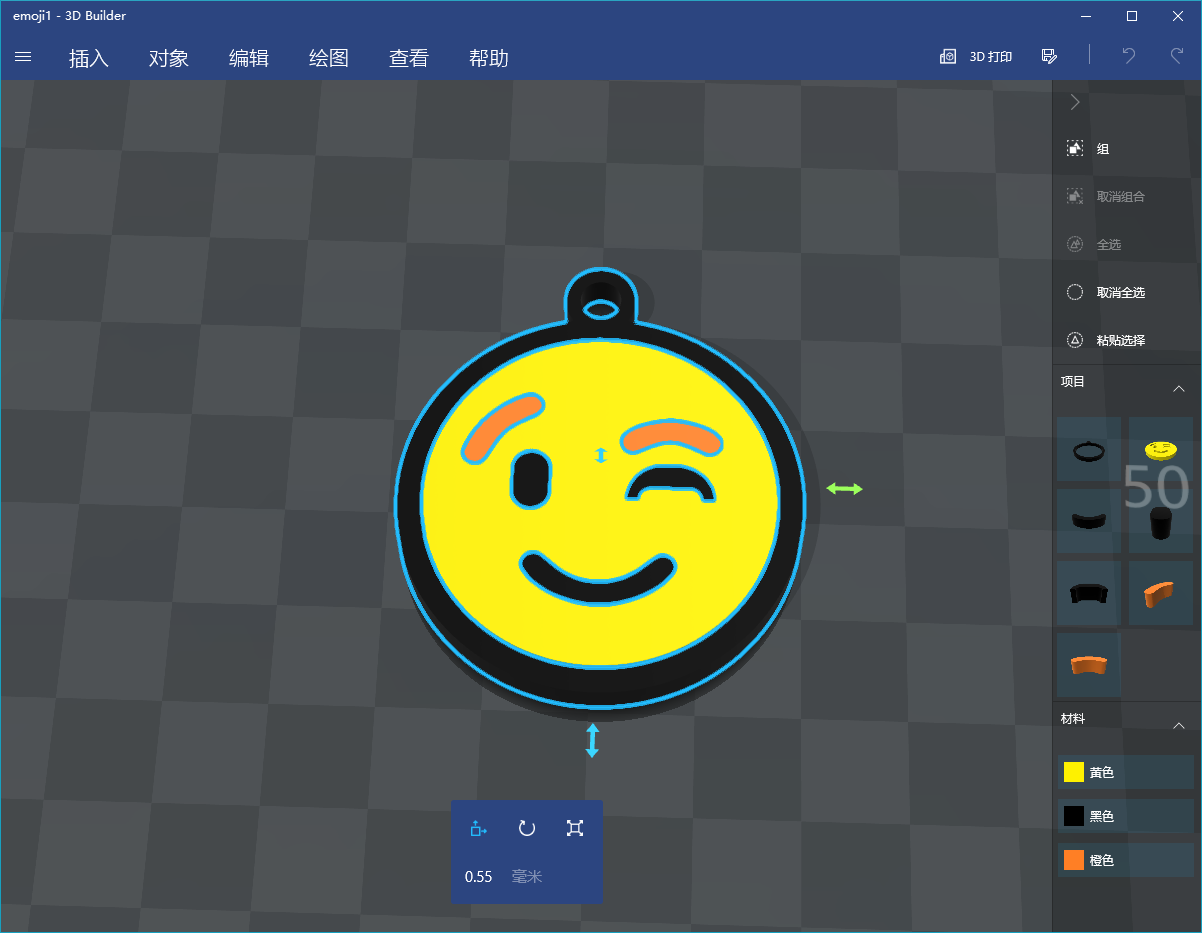 emoji1 - 3D Builder
插入 对象 编辑 绘图 查看 帮助 3D 打印
组
取消组合
全选
取消全选
粘贴选择
项目
50
材料
黄色
黑色
橙色
0.55 毫米